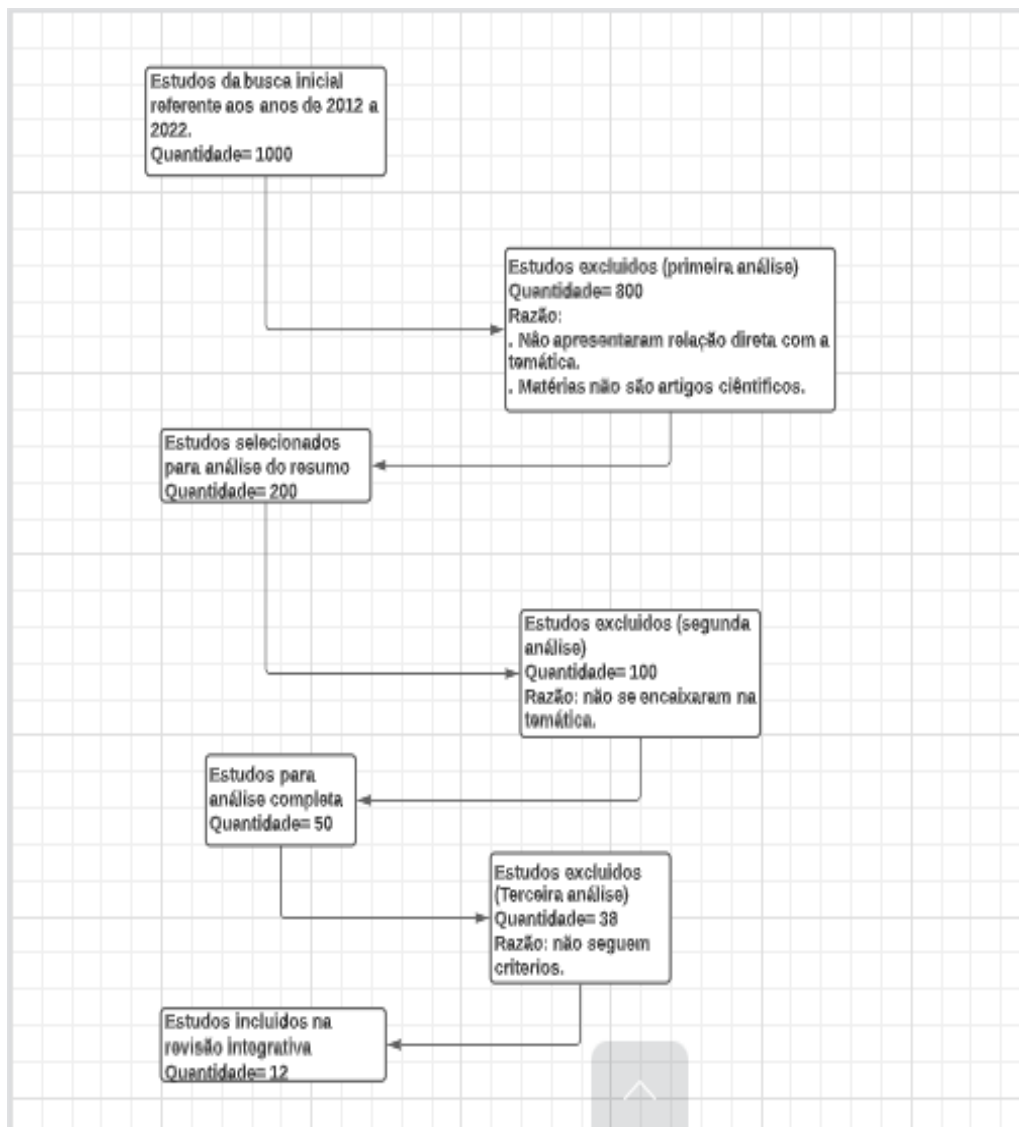 Estudos da busca inicial
referente aos anos de 2012 a
2022.
Quantidade= 1000
Estudos excluidos (primeira análise)
Quantidade= 800
Razão:
. Não apresentaram relação direta com a
temática.
. Matérias não são artigos ciêntificos.
Estudos selecionados
para análise do resumo
Quantidade= 200
Estudos excluidos (segunda
análise)
Quantidade= 100
Razão: não se encaixaram na
temática.
Estudos para
análise completa
Quantidade= 50
Estudos excluidos
(Terceira análise)
Quantidade= 38
Razão: não seguem
criterios.
Estudos incluidos na
revisão integrativa
Quantidade= 12